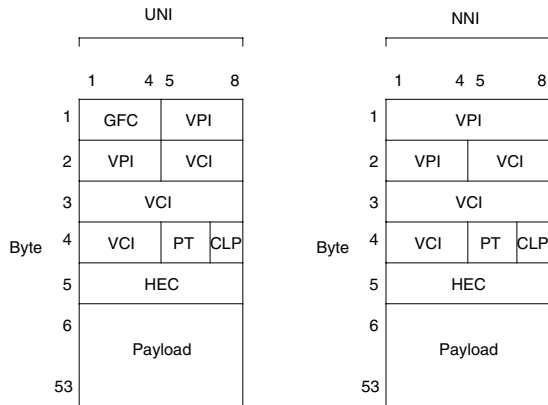 UNI
1 4 5 8
1 GFC VPI
2 VPI VCI
3 VCI
4 VCI PT CLP
Byte
5 HEC
6
Payload
53
NNI
1 4 5 8
1 VPI
2 VPI VCI
3 VCI
4 VCI PT CLP
Byte
5 HEC
6
Payload
53